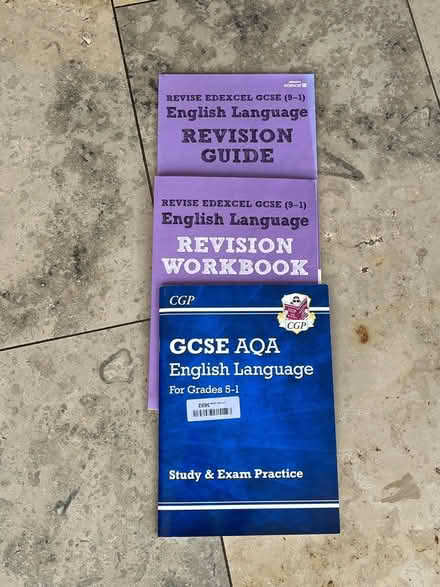 REVISE EDEXCEL GCSE (9-1)
English Language
REVISION
GUIDE
REVISE EDEXCEL GCSE (9-1)
English Language
REVISION
WORKBOOK
CGP
CGP
GCSE AQA
English Language
For Grades 5-1
Study & Exam Practice